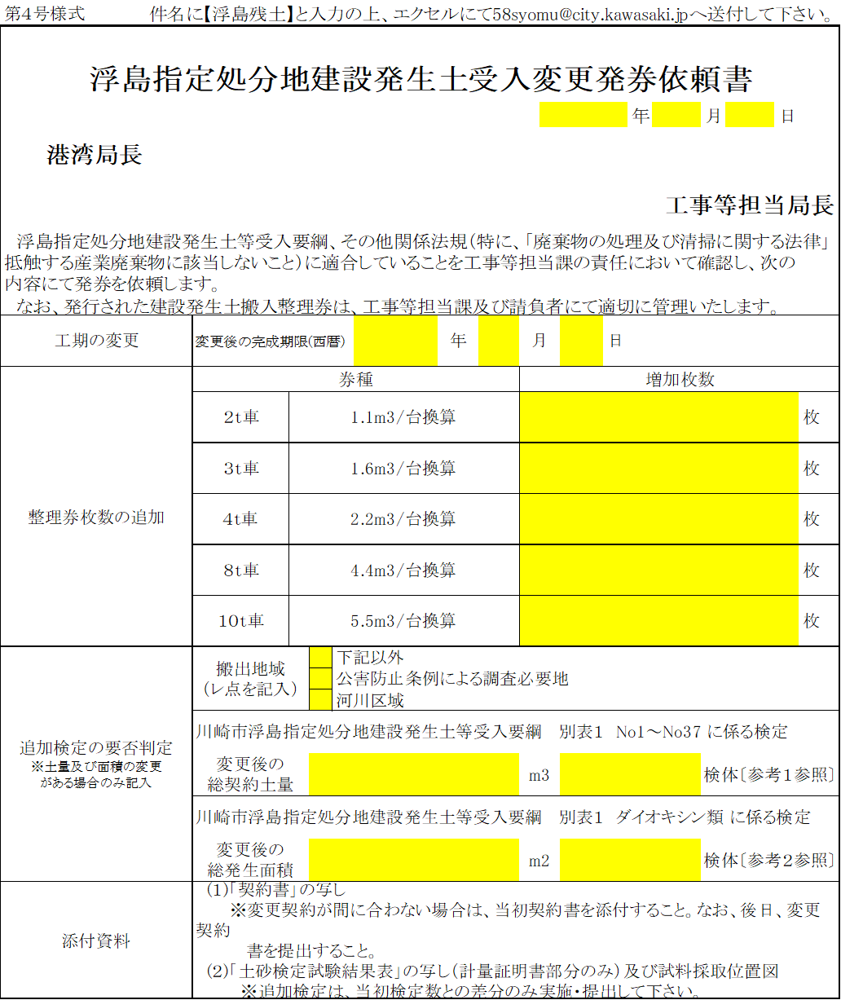 第4号様式　件名に【浮島残土】と入力の上、エクセルにて58syomu@city.kawasaki.jpへ送付して下さい。
浮島指定処分地建設発生土受入変更発券依頼書
年　月　日
港湾局長
工事等担当局長
浮島指定処分地建設発生土等受入要綱、その他関係法規（特に、「廃棄物の処理及び清掃に関する法律」
抵触する産業廃棄物に該当しないこと）に適合していることを工事等担当課の責任において確認し、次の
内容にて発券を依頼します。
なお、発行された建設発生土搬入整理券は、工事等担当課及び請負者にて適切に管理いたします。
工期の変更　変更後の完成期限(西暦)　年　月　日
券種　増加枚数
整理券枚数の追加
2t車　1.1m3/台換算　枚
3t車　1.6m3/台換算　枚
4t車　2.2m3/台換算　枚
8t車　4.4m3/台換算　枚
10t車　5.5m3/台換算　枚
追加検定の要否判定
※土量及び面積の変更
がある場合のみ記入
搬出地域
（レ点を記入）
下記以外
公害防止条例による調査必要地
河川区域
川崎市浮島指定処分地建設発生土等受入要綱　別表１　No1～No37 に係る検定
変更後の
総契約土量　m3　検体〔参考１参照〕
川崎市浮島指定処分地建設発生土等受入要綱　別表１　ダイオキシン類 に係る検定
変更後の
総発生面積　m2　検体〔参考２参照〕
添付資料
(1)「契約書」の写し
※変更契約が間に合わない場合は、当初契約書を添付すること。なお、後日、変更
契約
書を提出すること。
(2)「土砂検定試験結果表」の写し（計量証明書部分のみ）及び試料採取位置図
※追加検定は、当初検定数との差分のみ実施・提出して下さい。